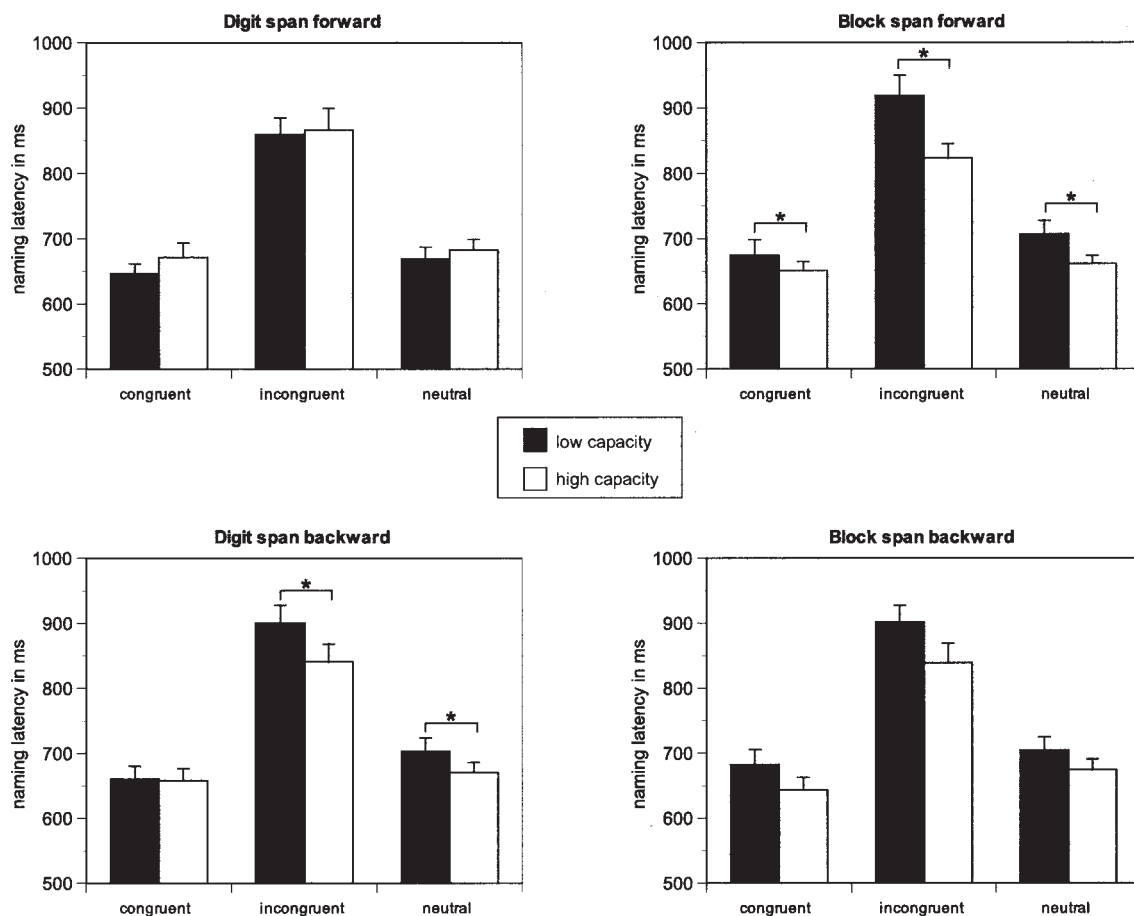 Digit span forward
1000
900
800
700
600
500
naming latency in ms
congruent
incongruent
neutral
Block span forward
1000
900
800
700
600
500
naming latency in ms
*
*
*
congruent
incongruent
neutral
low capacity
high capacity
Digit span backward
1000
900
800
700
600
500
naming latency in ms
*
*
congruent
incongruent
neutral
Block span backward
1000
900
800
700
600
500
naming latency in ms
congruent
incongruent
neutral